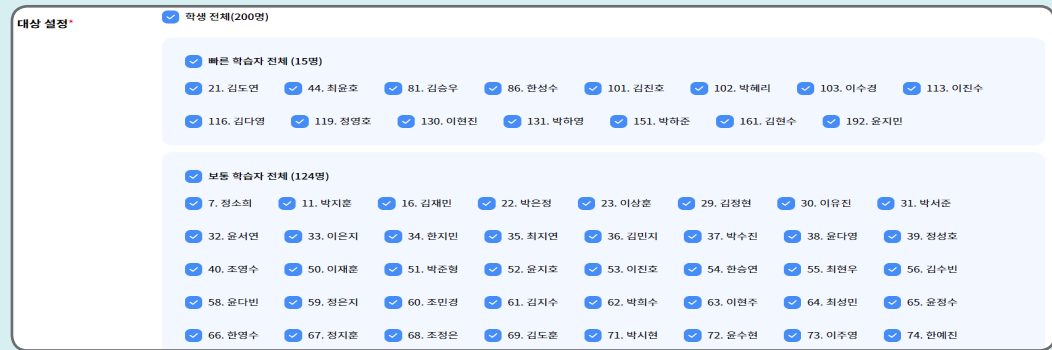 대상 설정*
학생 전체(200명)
빠른 학습자 전체 (15명)
21. 김도연 44. 최윤호 81. 김승우 86. 한성수 101. 김진호 102. 박혜리 103. 이수경 113. 이진수
116. 김다영 119. 정영호 130. 이현진 131. 박하영 151. 박하준 161. 김현수 192. 윤지민
보통 학습자 전체 (124명)
7. 정소희 11. 박지훈 16. 김재민 22. 박은정 23. 이상훈 29. 김정현 30. 이유진 31. 박서준
32. 윤서연 33. 이은지 34. 한지민 35. 최지연 36. 김민지 37. 박수진 38. 윤다영 39. 정성호
40. 조영수 50. 이재훈 51. 박준형 52. 윤지호 53. 이진호 54. 한승연 55. 최현우 56. 김수빈
58. 윤다빈 59. 정은지 60. 조민경 61. 김지수 62. 박희수 63. 이현주 64. 최성민 65. 윤정수
66. 한영수 67. 정지훈 68. 조정은 69. 김도훈 71. 박시현 72. 윤수현 73. 이주영 74. 한예진